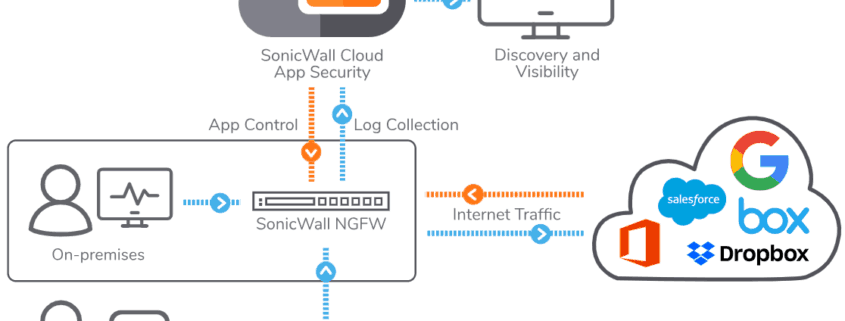 SonicWall Cloud
App Security
Discovery and
Visibility
App Control
Log Collection
On-premises
SonicWall NGFW
Internet Traffic
G
salesforce
box
Dropbox